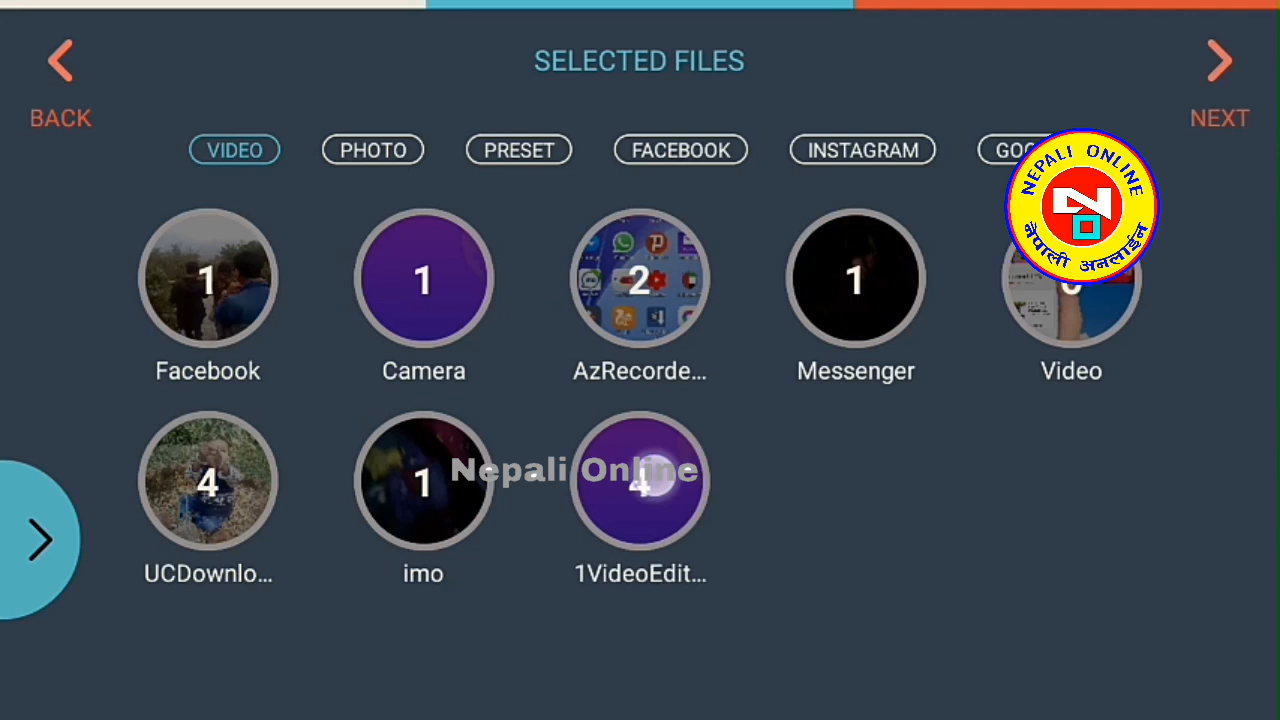 SELECTED FILES
BACK
NEXT
VIDEO
PHOTO
PRESET
FACEBOOK
INSTAGRAM
NEPALI ONLINE
नेपाली अनलाईन
1
1
2
1
Facebook
Camera
AzRecorde...
Messenger
Video
4
1
4
Nepali Online
UCDownlo...
imo
1VideoEdit...